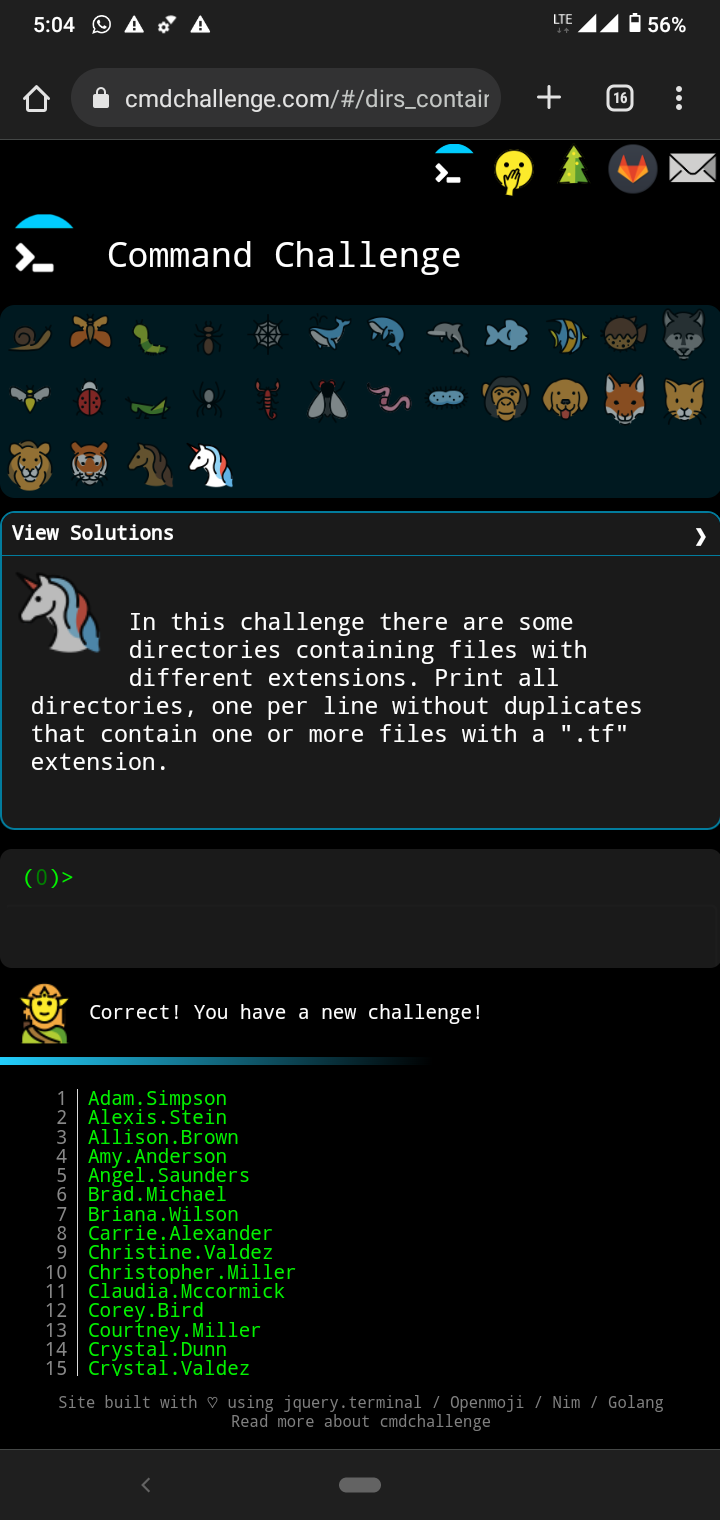 5:04 LTE 56%
cmdchallenge.com/#/dirs_contair 16
Command Challenge
View Solutions ❯
In this challenge there are some
directories containing files with
different extensions. Print all
directories, one per line without duplicates
that contain one or more files with a ".tf"
extension.
(0)>
Correct! You have a new challenge!
1 Adam.Simpson
2 Alexis.Stein
3 Allison.Brown
4 Amy.Anderson
5 Angel.Saunders
6 Brad.Michael
7 Briana.Wilson
8 Carrie.Alexander
9 Christine.Valdez
10 Christopher.Miller
11 Claudia.Mccormick
12 Corey.Bird
13 Courtney.Miller
14 Crystal.Dunn
15 Crystal.Valdez
Site built with ♡ using jquery.terminal / Openmoji / Nim / Golang
Read more about cmdchallenge